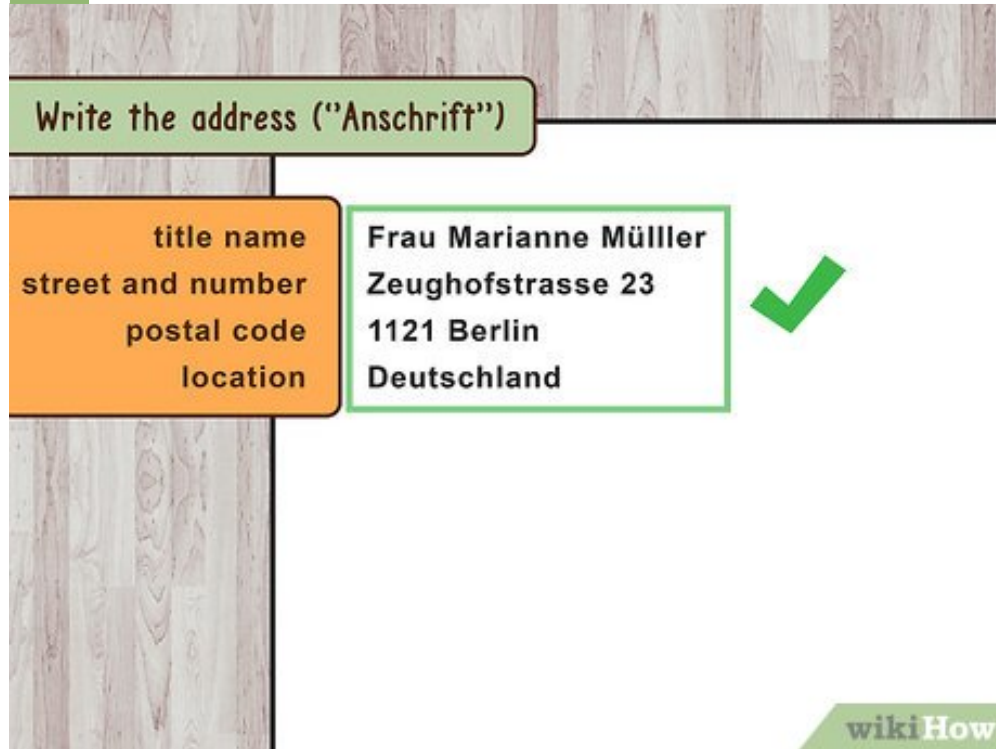 Write the address (''Anschrift'')
title name
street and number
postal code
location
Frau Marianne Mülller
Zeughofstrasse 23
1121 Berlin
Deutschland
wikiHow